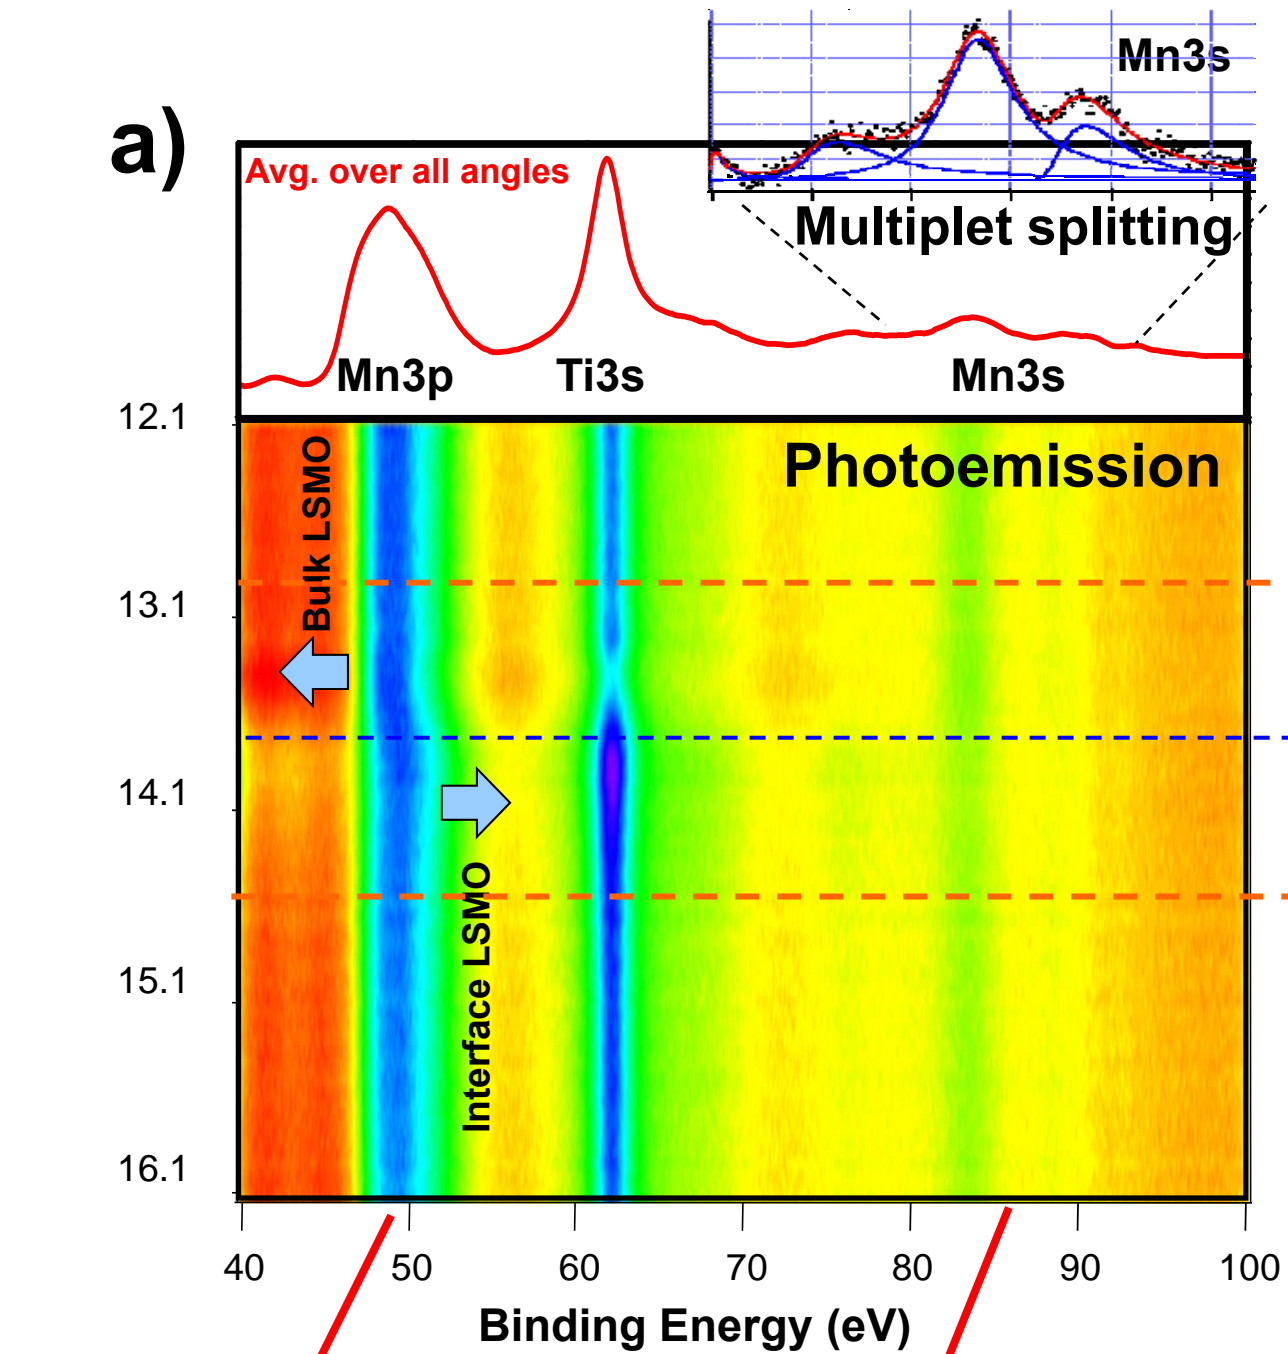 a)
Mn3s
Avg. over all angles
Multiplet splitting
Mn3p
Ti3s
Mn3s
12.1
Photoemission
Bulk LSMO
13.1
14.1
Interface LSMO
15.1
16.1
40 50 60 70 80 90 100
Binding Energy (eV)